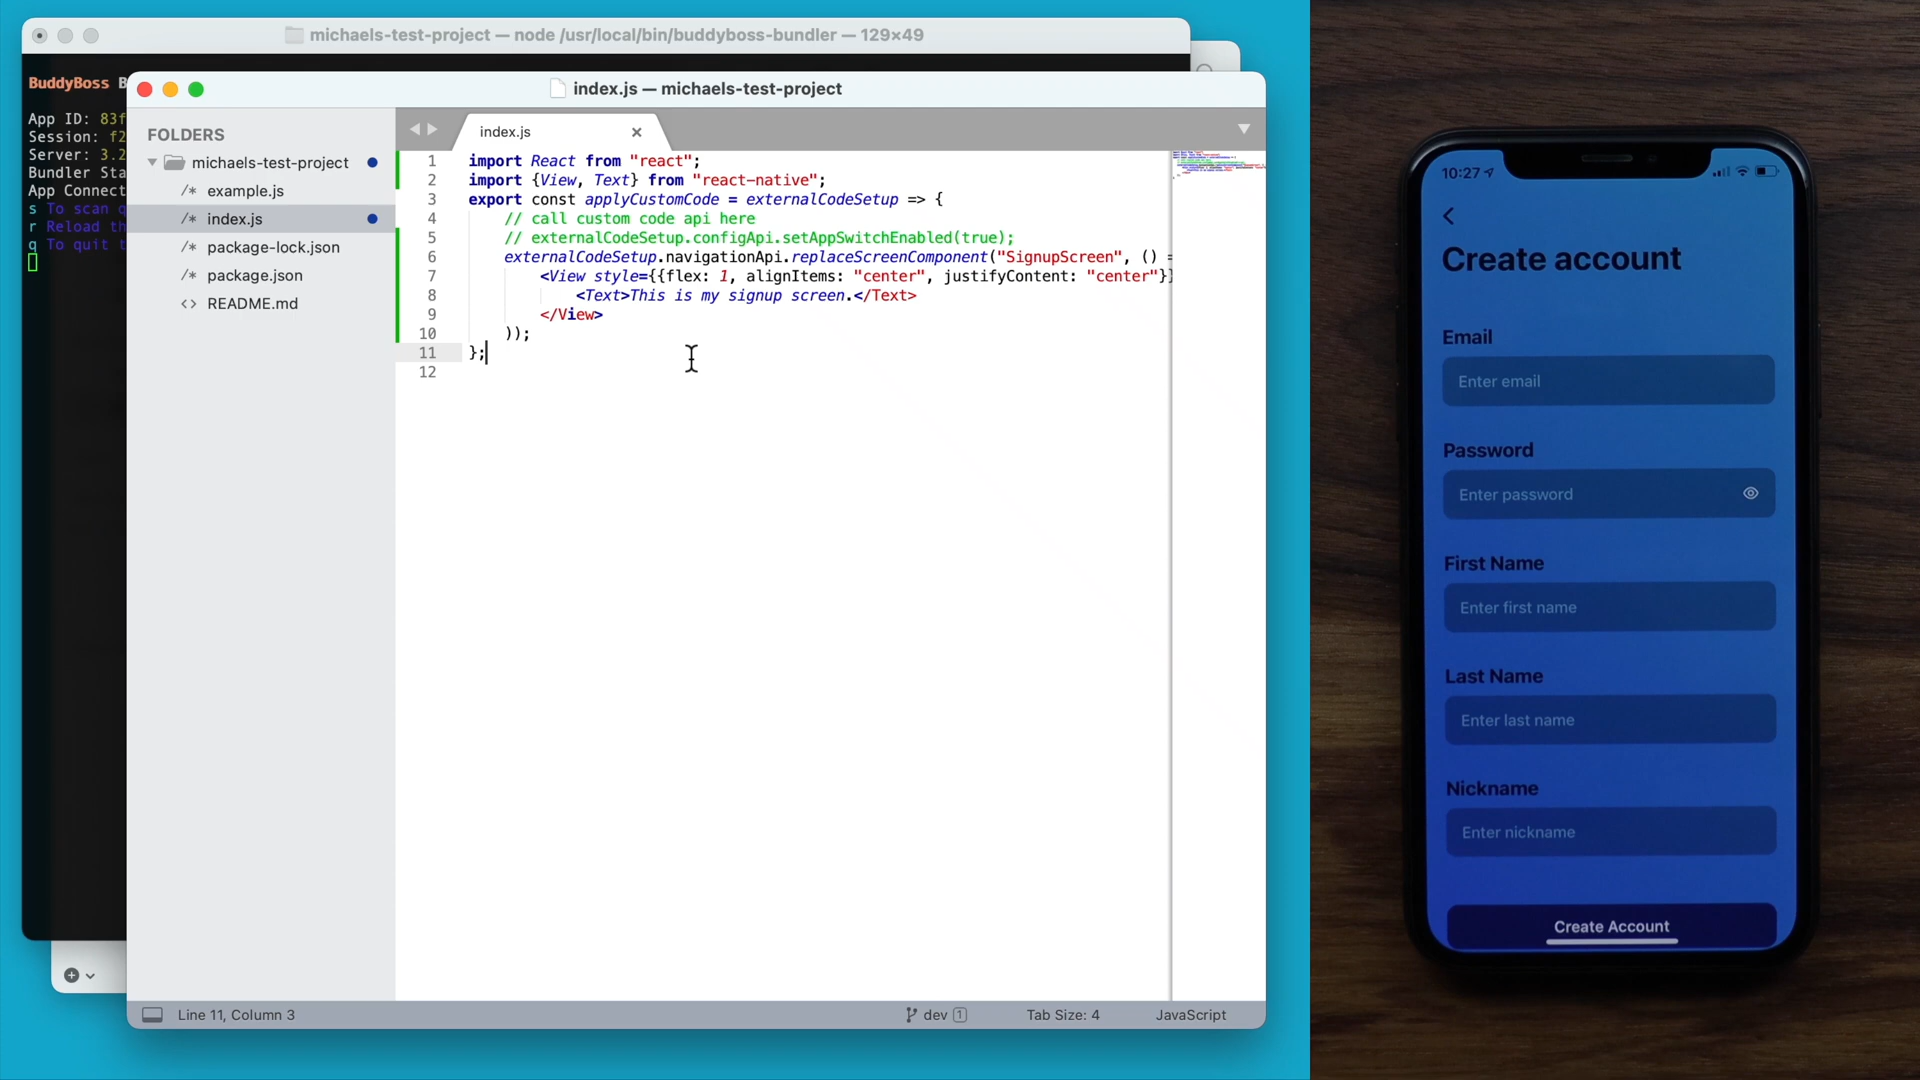 michaels-test-project — node /usr/local/bin/buddyboss-bundler — 129×49
BuddyBoss B
App ID: 83f
Session: f2
Server: 3.2
Bundler Sta
App Connect
s To scan q
r Reload th
q To quit t
index.js — michaels-test-project
FOLDERS
michaels-test-project
/* example.js
/* index.js
/* package-lock.json
/* package.json
<> README.md
index.js
1 import React from "react";
2 import {View, Text} from "react-native";
3 export const applyCustomCode = externalCodeSetup => {
4 // call custom code api here
5 // externalCodeSetup.configApi.setAppSwitchEnabled(true);
6 externalCodeSetup.navigationApi.replaceScreenComponent("SignupScreen", () =
7 <View style={{flex: 1, alignItems: "center", justifyContent: "center"}}
8 <Text>This is my signup screen.</Text>
9 </View>
10 ));
11 };
12
Line 11, Column 3
dev 1
Tab Size: 4
JavaScript
10:27
Create account
Email
Enter email
Password
Enter password
First Name
Enter first name
Last Name
Enter last name
Nickname
Enter nickname
Create Account